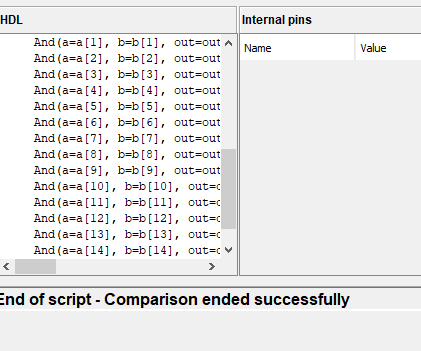 HDL
Internal pins
Name Value
And(a=a[1], b=b[1], out=out
And(a=a[2], b=b[2], out=out
And(a=a[3], b=b[3], out=out
And(a=a[4], b=b[4], out=out
And(a=a[5], b=b[5], out=out
And(a=a[6], b=b[6], out=out
And(a=a[7], b=b[7], out=out
And(a=a[8], b=b[8], out=out
And(a=a[9], b=b[9], out=out
And(a=a[10], b=b[10], out=o
And(a=a[11], b=b[11], out=o
And(a=a[12], b=b[12], out=o
And(a=a[13], b=b[13], out=o
And(a=a[14], b=b[14], out=o
End of script - Comparison ended successfully